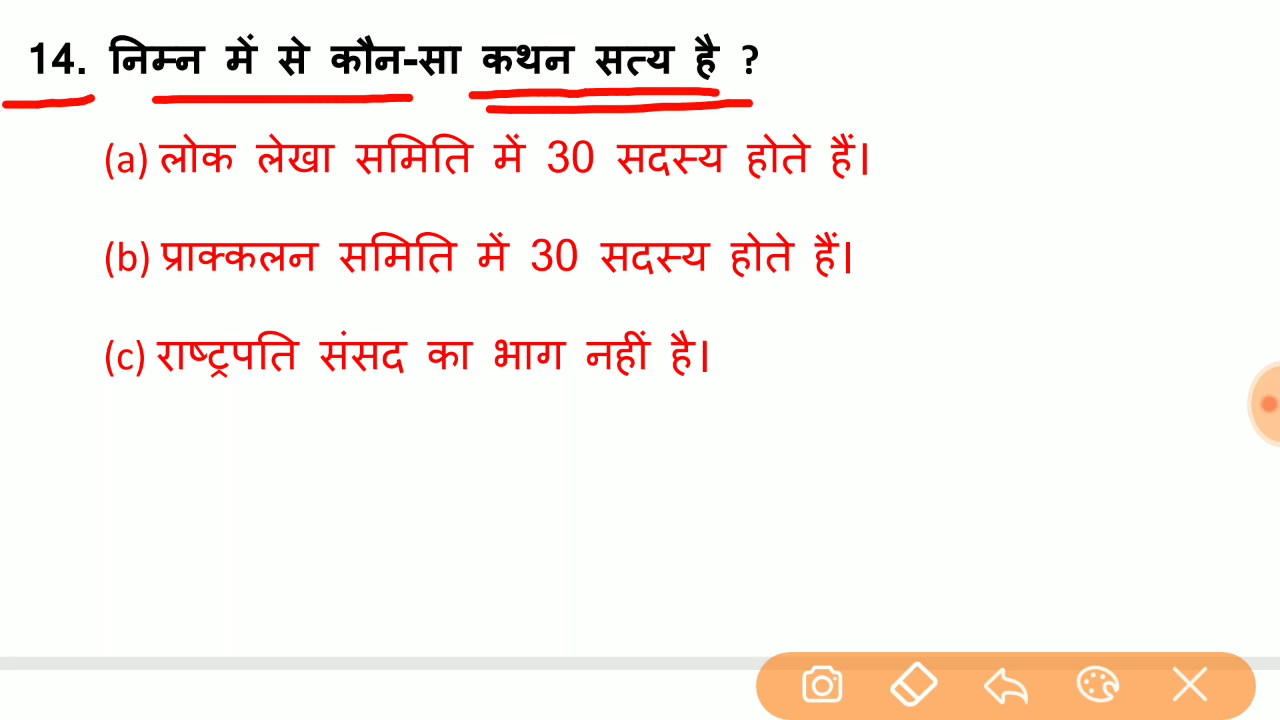 14. निम्न में से कौन-सा कथन सत्य है ?
(a) लोक लेखा समिति में 30 सदस्य होते हैं।
(b) प्राक्कलन समिति में 30 सदस्य होते हैं।
(c) राष्ट्रपति संसद का भाग नहीं है।